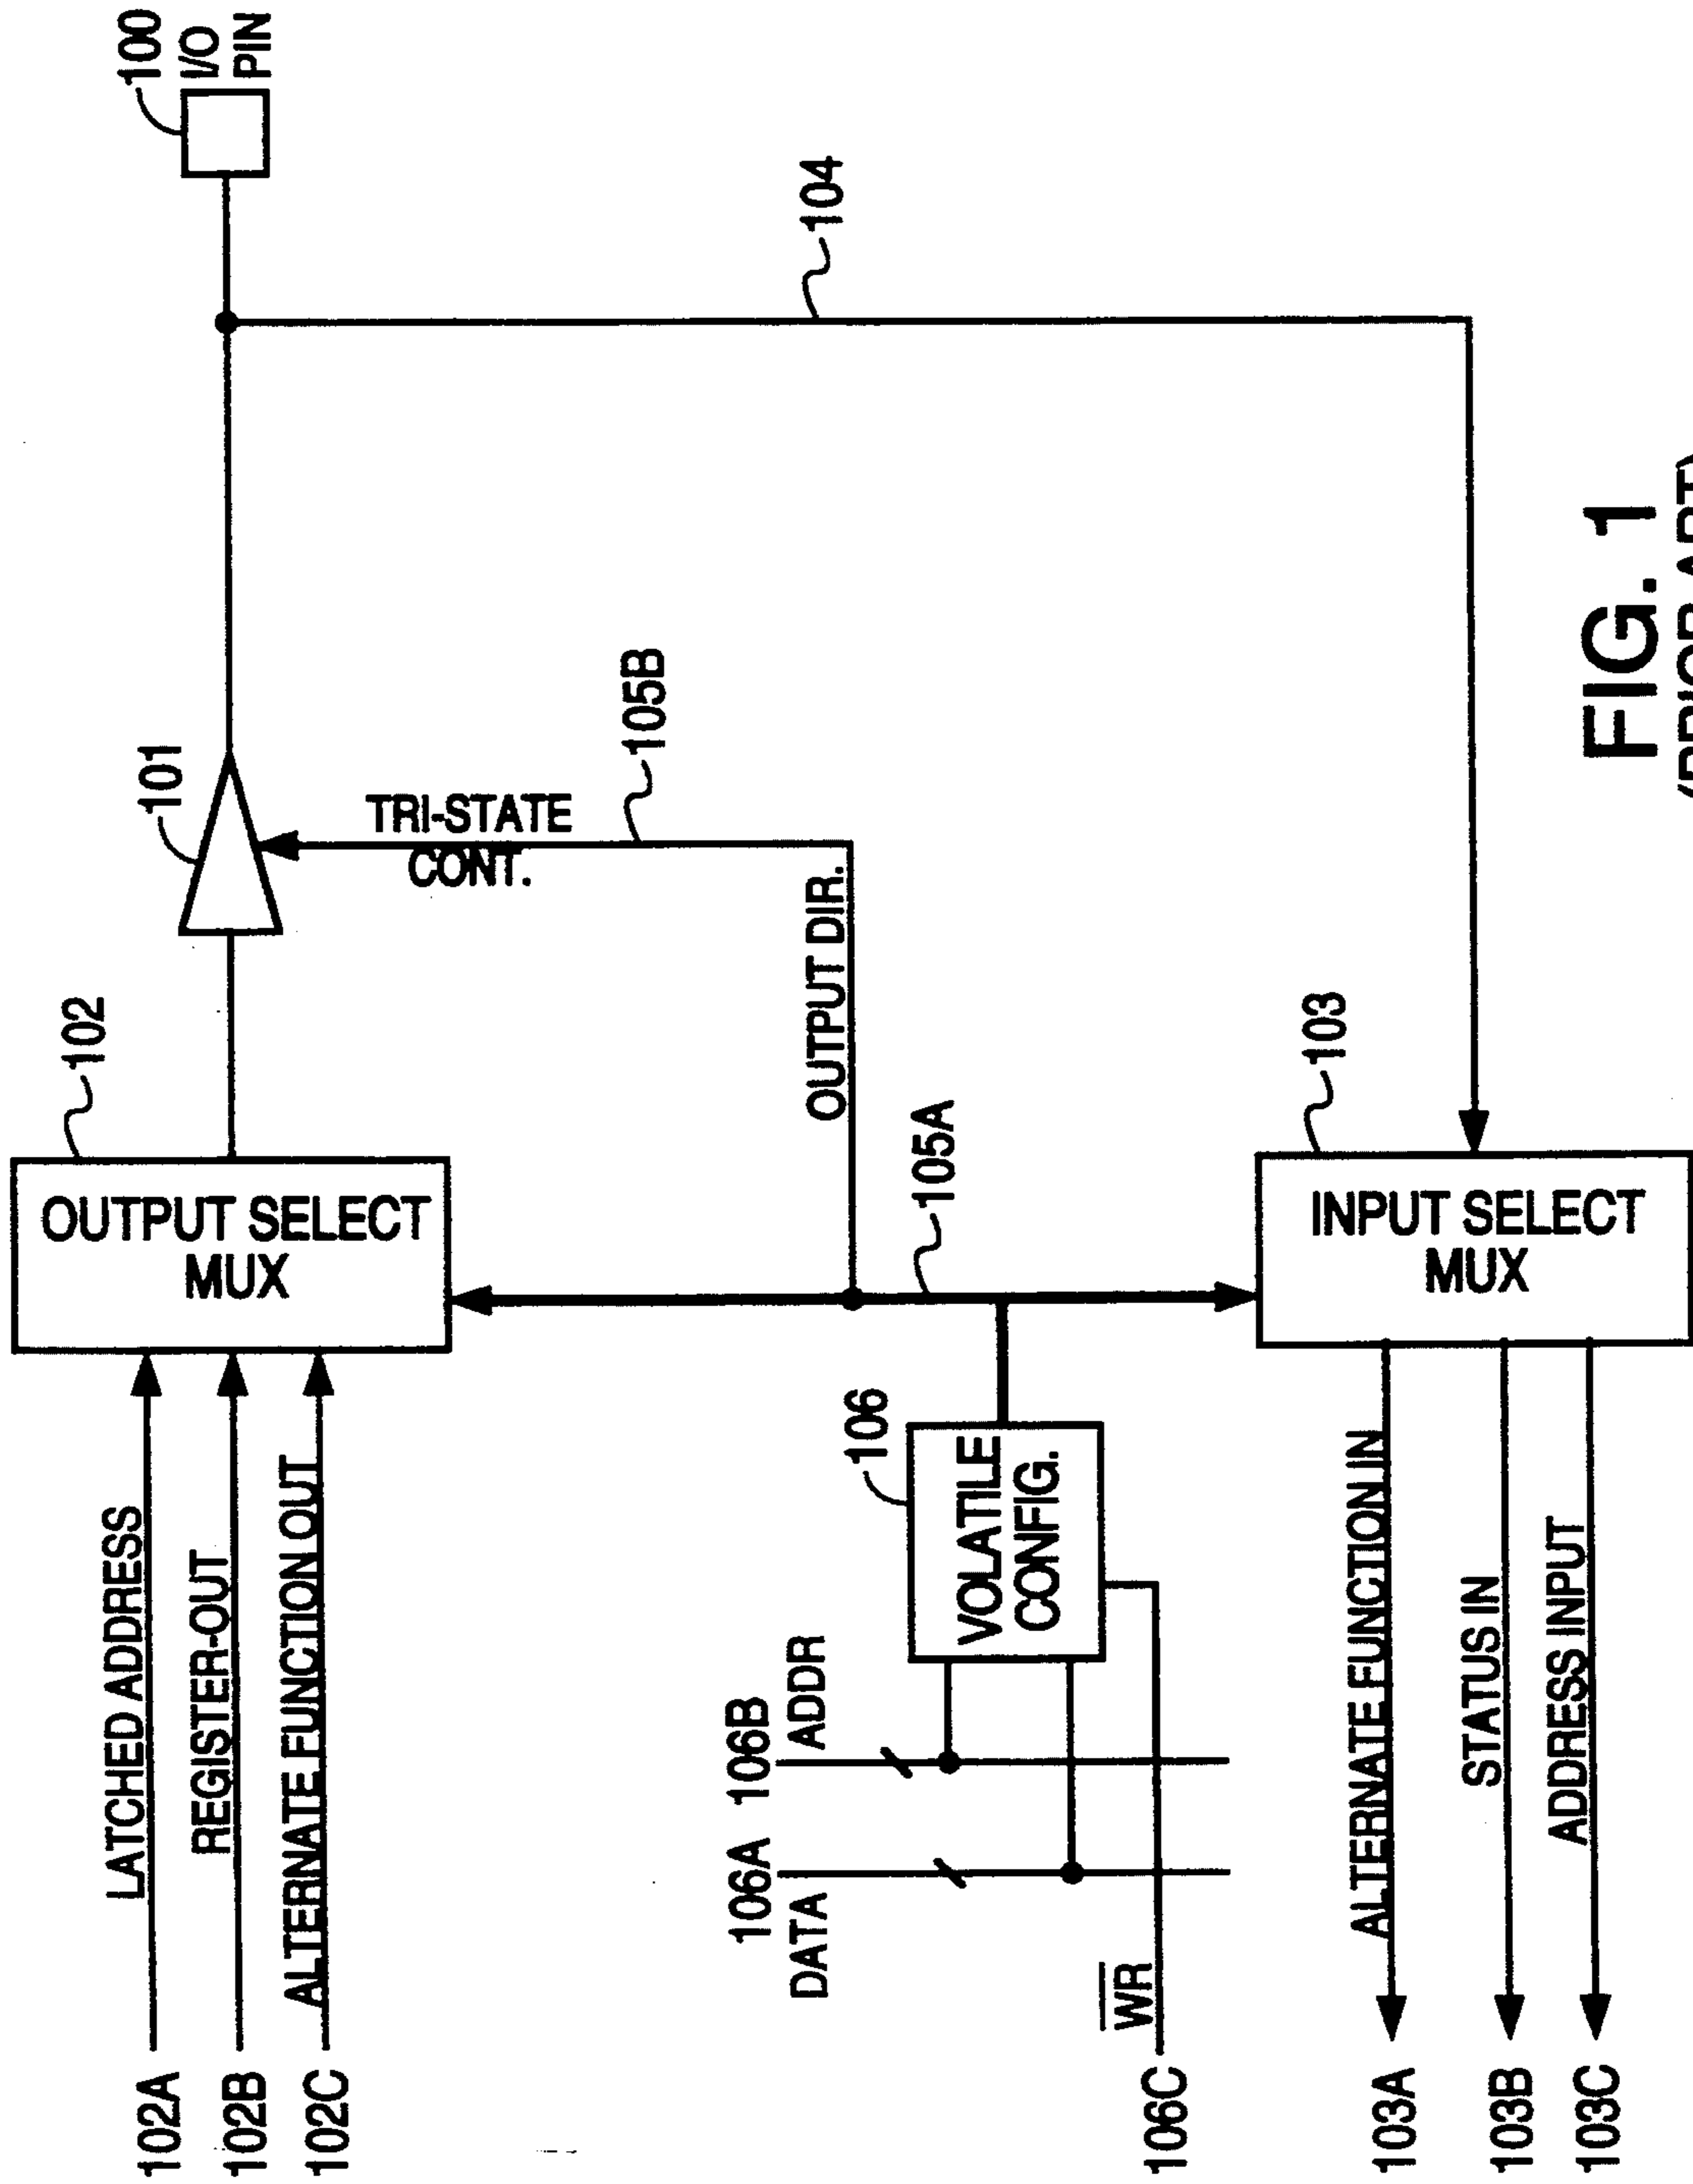 102A
LATCHED ADDRESS
102B
REGISTER-OUT
102C
ALTERNATE FUNCTION OUT
OUTPUT SELECT
MUX
102
101
100
I/O
PIN
TRI-STATE
CONT.
105B
OUTPUT DIR.
105A
104
106A
DATA
106B
ADDR
106
VOLATILE
CONFIG.
WR
106C
103
INPUT SELECT
MUX
103A
ALTERNATE FUNCTION IN
103B
STATUS IN
103C
ADDRESS INPUT
FIG. 1
(PRIOR ART)